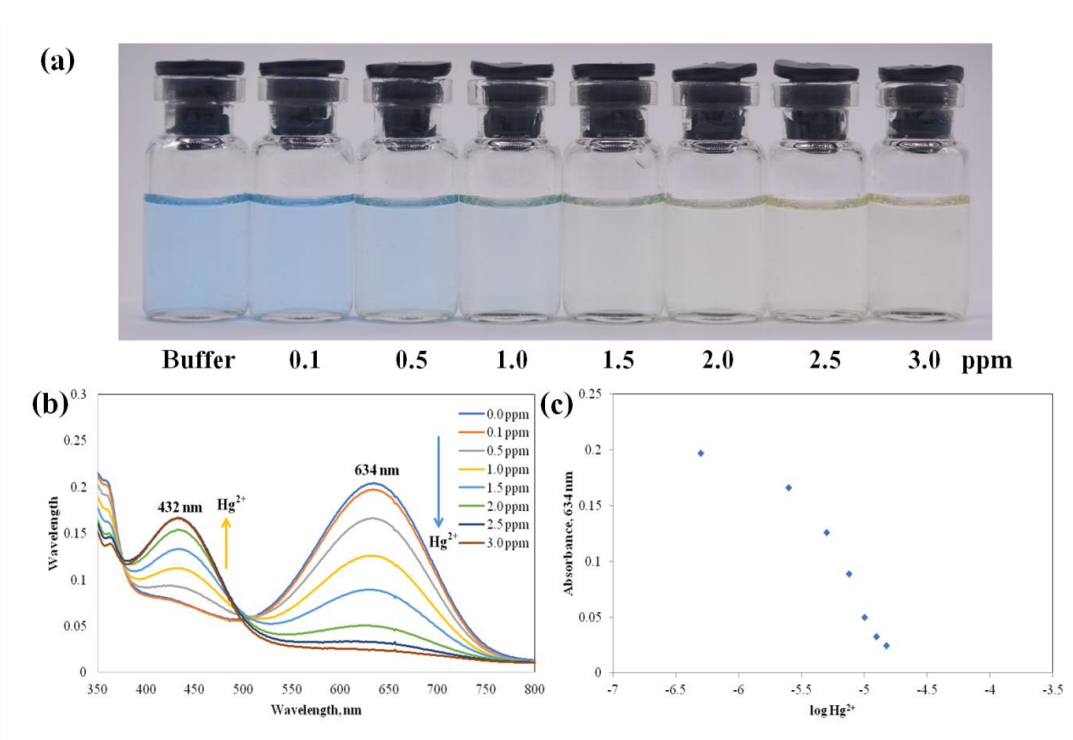 (a)
Buffer 0.1 0.5 1.0 1.5 2.0 2.5 3.0 ppm
(b)
0.3
0.25
0.2
0.15
0.1
0.05
0
Wavelength
350 400 450 500 550 600 650 700 750 800
Wavelength, nm
432 nm
Hg²⁺
634 nm
Hg²⁺
0.0 ppm
0.1 ppm
0.5 ppm
1.0 ppm
1.5 ppm
2.0 ppm
2.5 ppm
3.0 ppm
(c)
0.25
0.2
0.15
0.1
0.05
0
Absorbance, 634 nm
-7 -6.5 -6 -5.5 -5 -4.5 -4 -3.5
log Hg²⁺